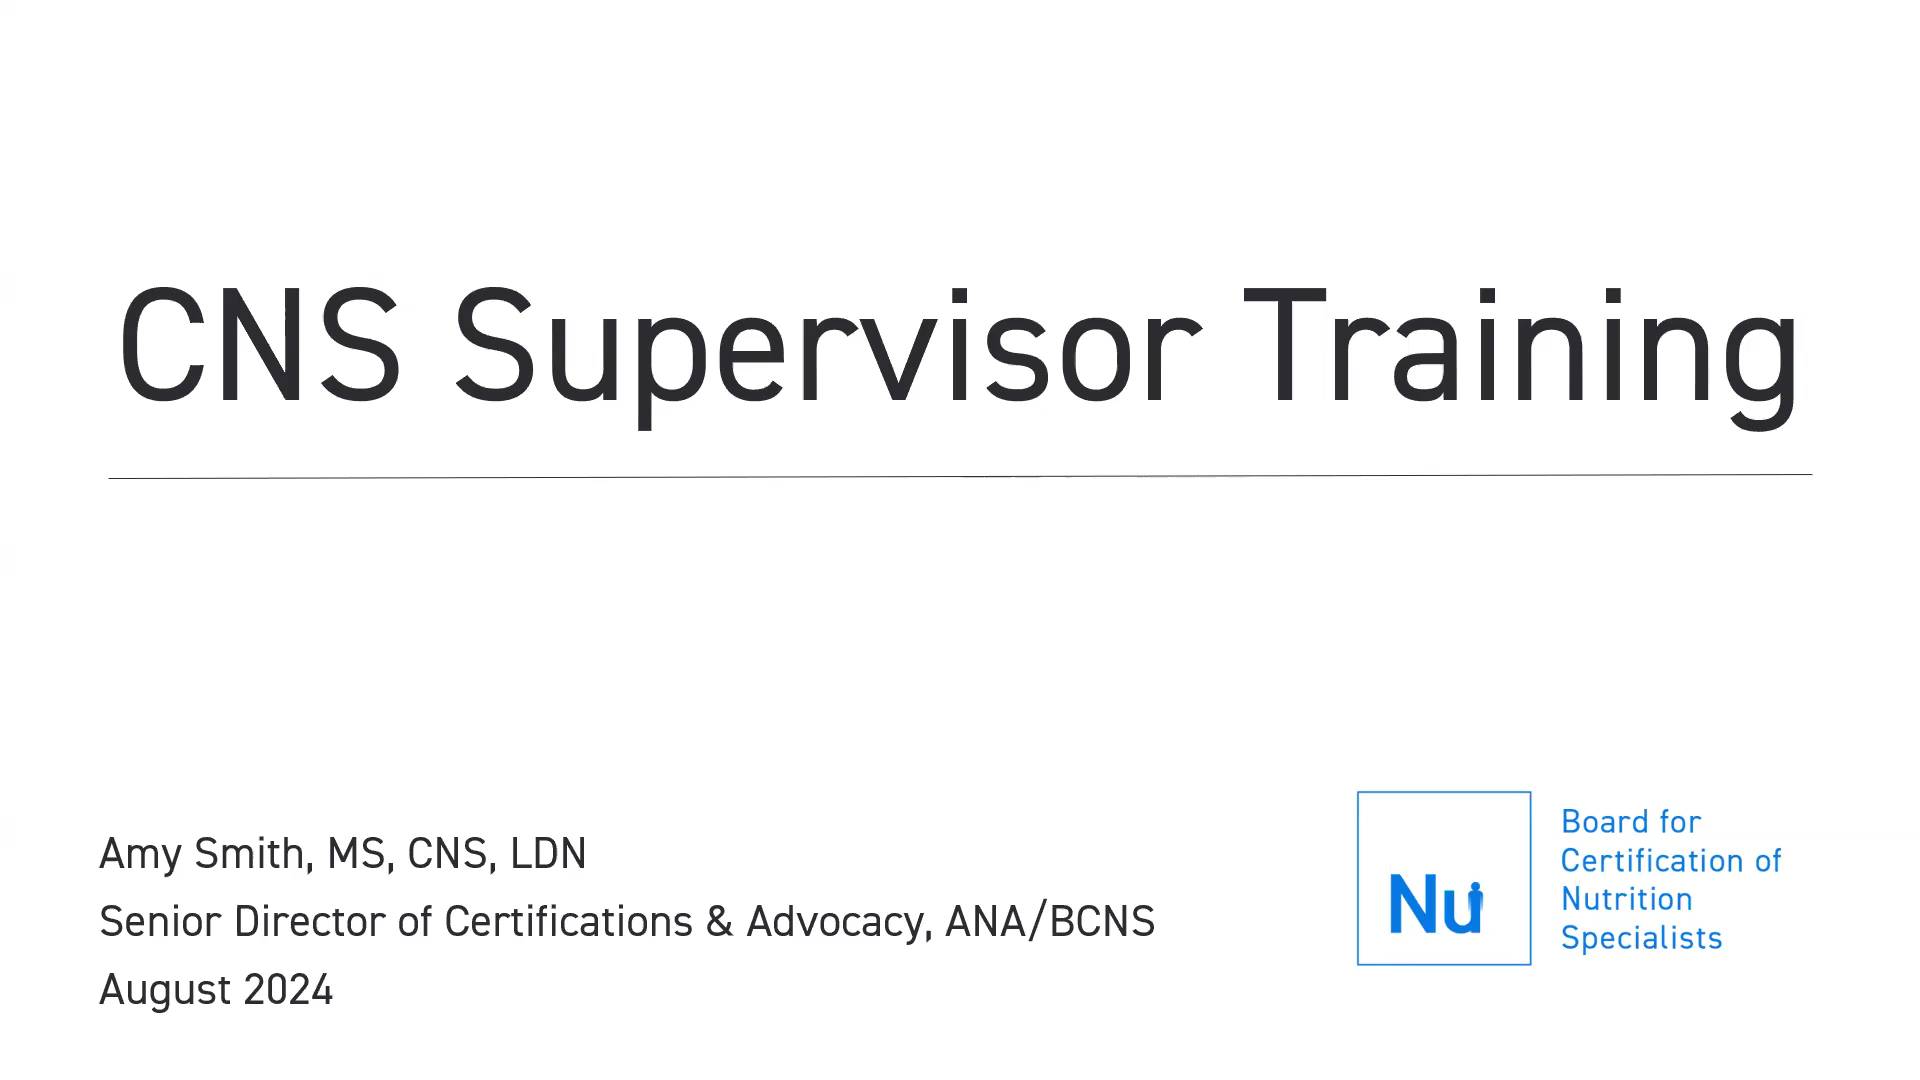 CNS Supervisor Training
Amy Smith, MS, CNS, LDN
Senior Director of Certifications & Advocacy, ANA/BCNS
August 2024
Nu
Board for
Certification of
Nutrition
Specialists